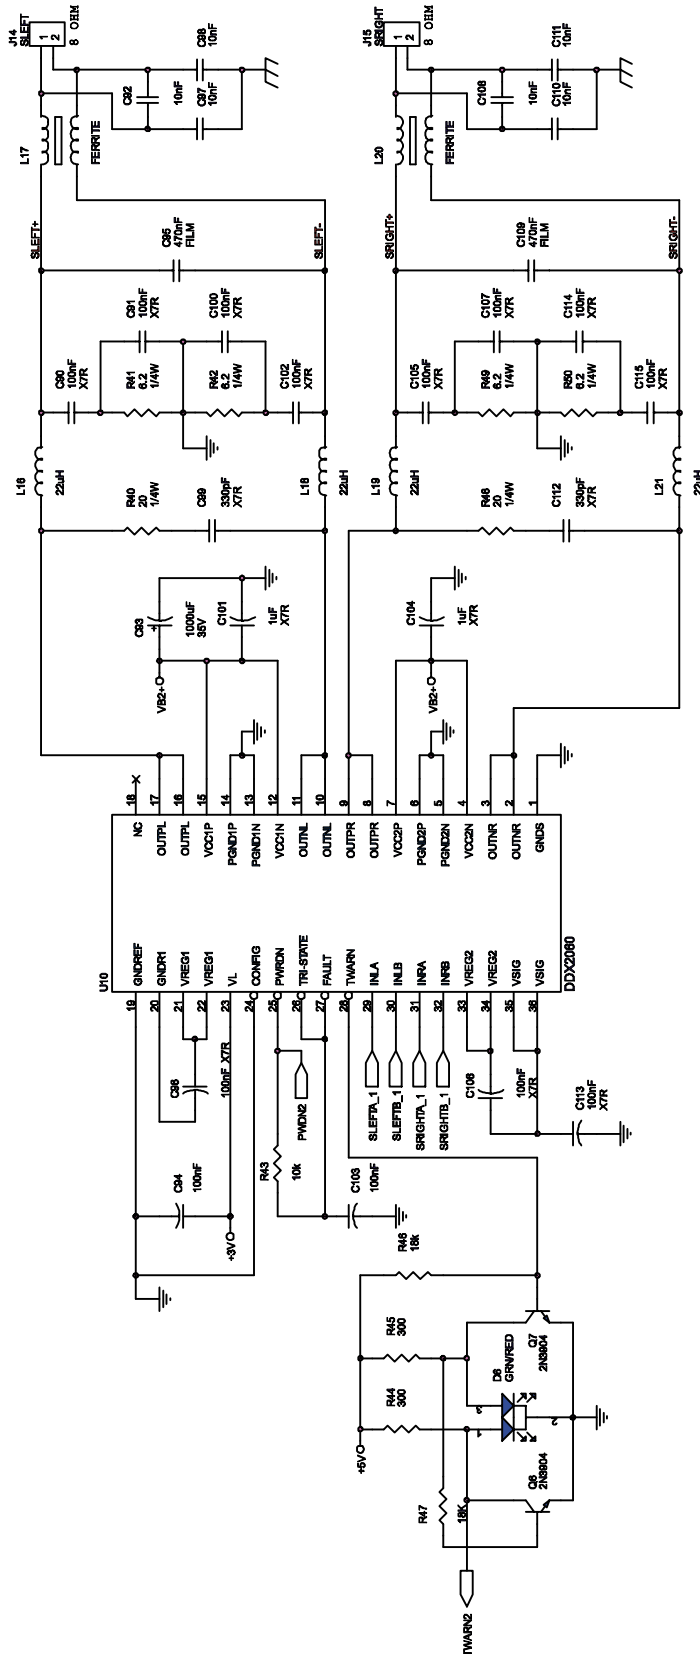 J14
SLEFT
1
2
8 OHM
C98
10nF
C92
10nF
C97
10nF
L17
FERRITE
SLEFT+
C95
470nF
FILM
SLEFT-
C91
100nF
X7R
C100
100nF
X7R
C90
100nF
X7R
R41
6.2
1/4W
R42
6.2
1/4W
C102
100nF
X7R
L16
22uH
R40
20
1/4W
C99
330pF
X7R
L18
22uH
C93
1000uF
35V
+
C101
1uF
X7R
VB2+
J15
SRIGHT
1
2
8 OHM
C111
10nF
C108
10nF
C110
10nF
L20
FERRITE
SRIGHT+
C109
470nF
FILM
SRIGHT-
C107
100nF
X7R
C114
100nF
X7R
C105
100nF
X7R
R49
6.2
1/4W
R50
6.2
1/4W
C115
100nF
X7R
L19
22uH
R48
20
1/4W
C112
330pF
X7R
L21
22uH
C104
1uF
X7R
VB2+
18 NC
17 OUTPL
16 OUTPL
15 VCC1P
14 PGND1P
13 PGND1N
12 VCC1N
11 OUTNL
10 OUTNL
9 OUTPR
8 OUTPR
7 VCC2P
6 PGND2P
5 PGND2N
4 VCC2N
3 OUTNR
2 OUTNR
1 GNDS
U10
DDX2060
19 GNDREF
20 GNDR1
21 VREG1
22 VREG1
23 VL
24 CONFIG
25 PWRDN
26 TRI-STATE
27 FAULT
28 TWARN
29 INLA
30 INLB
31 INRA
32 INRB
33 VREG2
34 VREG2
35 VSIG
36 VSIG
C96
100nF X7R
PWDN2
SLEFTA_1
SLEFTB_1
SRIGHTA_1
SRIGHTB_1
C106
100nF
X7R
C113
100nF
X7R
C94
100nF
+3V
R43
10k
C103
100nF
R46
18k
R45
300
R44
300
+5V
D6
GRN/RED
3
1
2
Q7
2N3904
Q6
2N3904
R47
18K
TWARN2